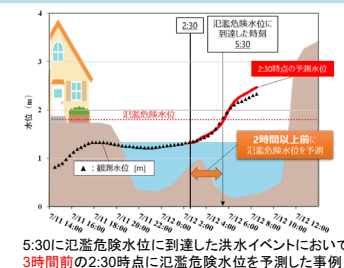 4
3
2
1
0
水位（m）
2:30
氾濫危険水位に
到達した時刻
5:30
2:30時点の予測水位
氾濫危険水位
2時間以上前に
氾濫危険水位を予測
▲：観測水位 [m]
7/11 14:00
7/11 16:00
7/11 18:00
7/11 20:00
7/11 22:00
7/12 0:00
7/12 2:00
7/12 4:00
7/12 6:00
7/12 8:00
7/12 10:00
7/12 12:00
5:30に氾濫危険水位に到達した洪水イベントにおいて
3時間前の2:30時点に氾濫危険水位を予測した事例